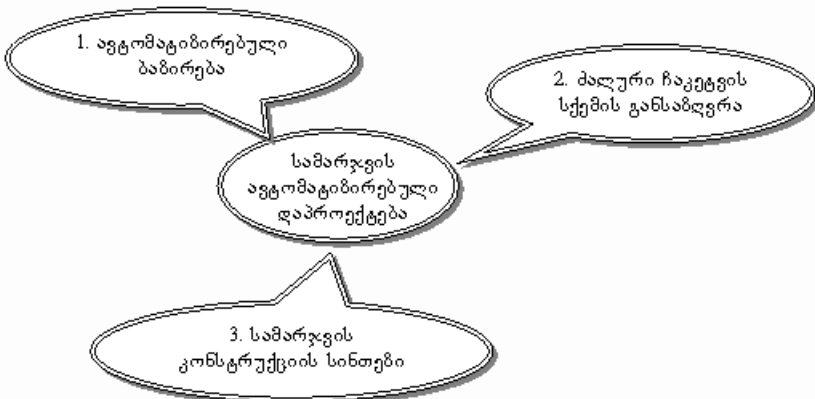 1. ავტომატიზირებული
ბაზირება
2. ძალური ჩაკეტვის
სქემის განსაზღვრა
სამარჯვის
ავტომატიზირებული
დაპროექტება
3. სამარჯვის
კონსტრუქციის სინთეზი